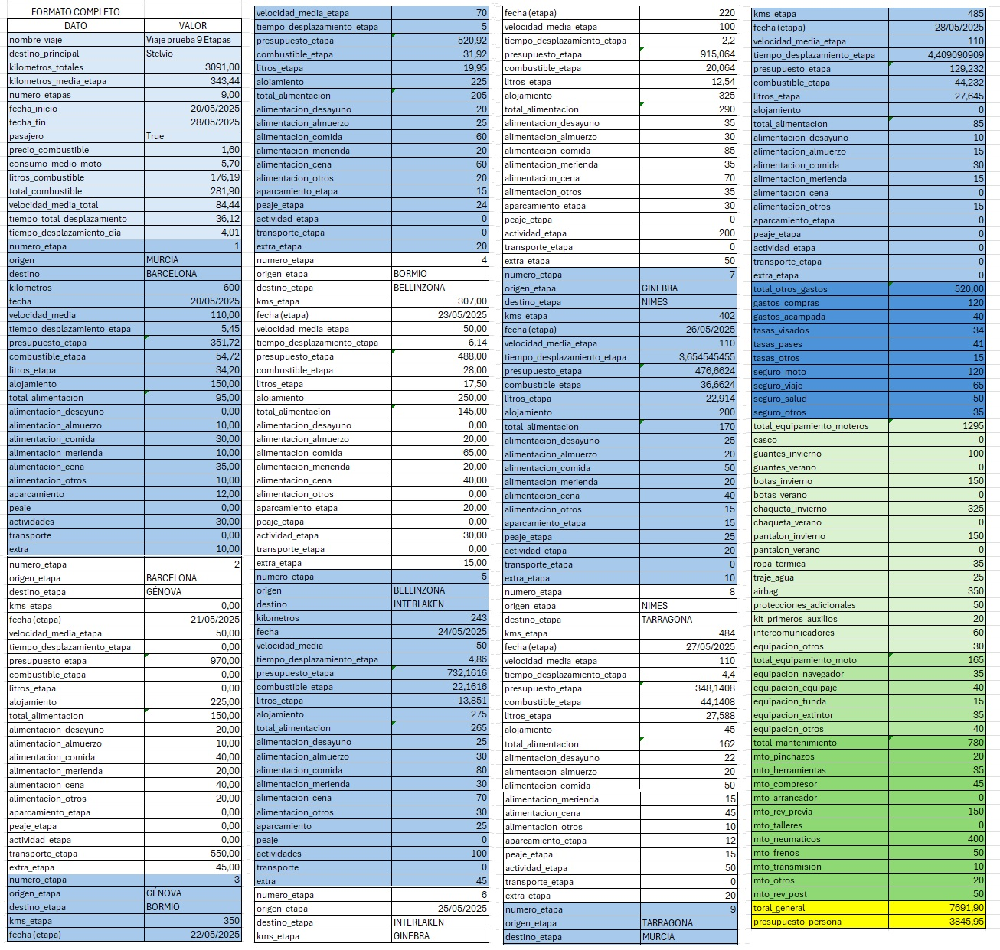 FORMATO COMPLETO
DATO VALOR
nombre_viaje Viaje prueba 9 Etapas
destino_principal Stelvio
kilometros_totales 3091,00
kilometros_media_etapa 343,44
numero_etapas 9,00
fecha_inicio 20/05/2025
fecha_fin 28/05/2025
pasajero True
precio_combustible 1,60
consumo_medio_moto 5,70
litros_combustible 176,19
total_combustible 281,90
velocidad_media_total 84,44
tiempo_total_desplazamiento 36,12
tiempo_desplazamiento_dia 4,01
numero_etapa 1
origen MURCIA
destino BARCELONA
kilometros 600
fecha 20/05/2025
velocidad_media 110,00
tiempo_desplazamiento_etapa 5,45
presupuesto_etapa 351,72
combustible_etapa 54,72
litros_etapa 34,20
alojamiento 150,00
total_alimentacion 95,00
alimentacion_desayuno 0,00
alimentacion_almuerzo 10,00
alimentacion_comida 30,00
alimentacion_merienda 10,00
alimentacion_cena 35,00
alimentacion_otros 10,00
aparcamiento 12,00
peaje 0,00
actividades 30,00
transporte 0,00
extra 10,00
numero_etapa 2
origen_etapa BARCELONA
destino_etapa GÉNOVA
kms_etapa 0,00
fecha (etapa) 21/05/2025
velocidad_media_etapa 50,00
tiempo_desplazamiento_etapa 0,00
presupuesto_etapa 970,00
combustible_etapa 0,00
litros_etapa 0,00
alojamiento 225,00
total_alimentacion 150,00
alimentacion_desayuno 20,00
alimentacion_almuerzo 10,00
alimentacion_comida 40,00
alimentacion_merienda 20,00
alimentacion_cena 40,00
alimentacion_otros 20,00
aparcamiento_etapa 0,00
peaje_etapa 0,00
actividad_etapa 0,00
transporte_etapa 550,00
extra_etapa 45,00
numero_etapa 3
origen_etapa GÉNOVA
destino_etapa BORMIO
kms_etapa 350
fecha (etapa) 22/05/2025
velocidad_media_etapa 70
tiempo_desplazamiento_etapa 5
presupuesto_etapa 520,92
combustible_etapa 31,92
litros_etapa 19,95
alojamiento 225
total_alimentacion 205
alimentacion_desayuno 20
alimentacion_almuerzo 25
alimentacion_comida 60
alimentacion_merienda 20
alimentacion_cena 60
alimentacion_otros 20
aparcamiento_etapa 15
peaje_etapa 24
actividad_etapa 0
transporte_etapa 0
extra_etapa 20
numero_etapa 4
origen_etapa BORMIO
destino_etapa BELLINZONA
kms_etapa 307,00
fecha (etapa) 23/05/2025
velocidad_media_etapa 50,00
tiempo_desplazamiento_etapa 6,14
presupuesto_etapa 488,00
combustible_etapa 28,00
litros_etapa 17,50
alojamiento 250,00
total_alimentacion 145,00
alimentacion_desayuno 0,00
alimentacion_almuerzo 20,00
alimentacion_comida 65,00
alimentacion_merienda 20,00
alimentacion_cena 40,00
alimentacion_otros 0,00
aparcamiento_etapa 20,00
peaje_etapa 0,00
actividad_etapa 30,00
transporte_etapa 0,00
extra_etapa 15,00
numero_etapa 5
origen BELLINZONA
destino INTERLAKEN
kilometros 243
fecha 24/05/2025
velocidad_media 50
tiempo_desplazamiento_etapa 4,86
presupuesto_etapa 732,1616
combustible_etapa 22,1616
litros_etapa 13,851
alojamiento 275
total_alimentacion 265
alimentacion_desayuno 25
alimentacion_almuerzo 30
alimentacion_comida 80
alimentacion_merienda 30
alimentacion_cena 70
alimentacion_otros 30
aparcamiento 25
peaje 0
actividades 100
transporte 0
extra 45
numero_etapa 6
origen_etapa 25/05/2025
destino_etapa INTERLAKEN
kms_etapa GINEBRA
fecha (etapa) 220
velocidad_media_etapa 100
tiempo_desplazamiento_etapa 2,2
presupuesto_etapa 915,064
combustible_etapa 20,064
litros_etapa 12,54
alojamiento 325
total_alimentacion 290
alimentacion_desayuno 35
alimentacion_almuerzo 30
alimentacion_comida 85
alimentacion_merienda 35
alimentacion_cena 70
alimentacion_otros 35
aparcamiento_etapa 30
peaje_etapa 0
actividad_etapa 200
transporte_etapa 0
extra_etapa 50
numero_etapa 7
origen_etapa GINEBRA
destino_etapa NIMES
kms_etapa 402
fecha (etapa) 26/05/2025
velocidad_media_etapa 110
tiempo_desplazamiento_etapa 3,654545455
presupuesto_etapa 476,6624
combustible_etapa 36,6624
litros_etapa 22,914
alojamiento 200
total_alimentacion 170
alimentacion_desayuno 25
alimentacion_almuerzo 20
alimentacion_comida 50
alimentacion_merienda 20
alimentacion_cena 40
alimentacion_otros 15
aparcamiento_etapa 15
peaje_etapa 25
actividad_etapa 20
transporte_etapa 0
extra_etapa 10
numero_etapa 8
origen_etapa NIMES
destino_etapa TARRAGONA
kms_etapa 484
fecha (etapa) 27/05/2025
velocidad_media_etapa 110
tiempo_desplazamiento_etapa 4,4
presupuesto_etapa 348,1408
combustible_etapa 44,1408
litros_etapa 27,588
alojamiento 45
total_alimentacion 162
alimentacion_desayuno 22
alimentacion_almuerzo 20
alimentacion_comida 50
alimentacion_merienda 15
alimentacion_cena 45
alimentacion_otros 10
aparcamiento_etapa 12
peaje_etapa 15
actividad_etapa 50
transporte_etapa 0
extra_etapa 20
numero_etapa 9
origen_etapa TARRAGONA
destino_etapa MURCIA
kms_etapa 485
fecha (etapa) 28/05/2025
velocidad_media_etapa 110
tiempo_desplazamiento_etapa 4,409090909
presupuesto_etapa 129,232
combustible_etapa 44,232
litros_etapa 27,645
alojamiento 0
total_alimentacion 85
alimentacion_desayuno 10
alimentacion_almuerzo 15
alimentacion_comida 30
alimentacion_merienda 15
alimentacion_cena 0
alimentacion_otros 15
aparcamiento_etapa 0
peaje_etapa 0
actividad_etapa 0
transporte_etapa 0
extra_etapa 0
total_otros_gastos 520,00
gastos_compras 120
gastos_acampada 40
tasas_visados 34
tasas_pases 41
tasas_otros 15
seguro_moto 120
seguro_viaje 65
seguro_salud 50
seguro_otros 35
total_equipamiento_moteros 1295
casco 0
guantes_invierno 100
guantes_verano 0
botas_invierno 150
botas_verano 0
chaqueta_invierno 325
chaqueta_verano 0
pantalon_invierno 150
pantalon_verano 0
ropa_termica 35
traje_agua 25
airbag 350
protecciones_adicionales 50
kit_primeros_auxilios 20
intercomunicadores 60
equipacion_otros 30
total_equipamiento_moto 165
equipacion_navegador 35
equipacion_equipaje 40
equipacion_funda 15
equipacion_extintor 35
equipacion_otros 40
total_mantenimiento 780
mto_pinchazos 20
mto_herramientas 35
mto_compresor 45
mto_arrancador 0
mto_rev_previa 150
mto_talleres 0
mto_neumaticos 400
mto_frenos 50
mto_transmision 10
mto_otros 20
mto_rev_post 50
toral_general 7691,90
presupuesto_persona 3845,95